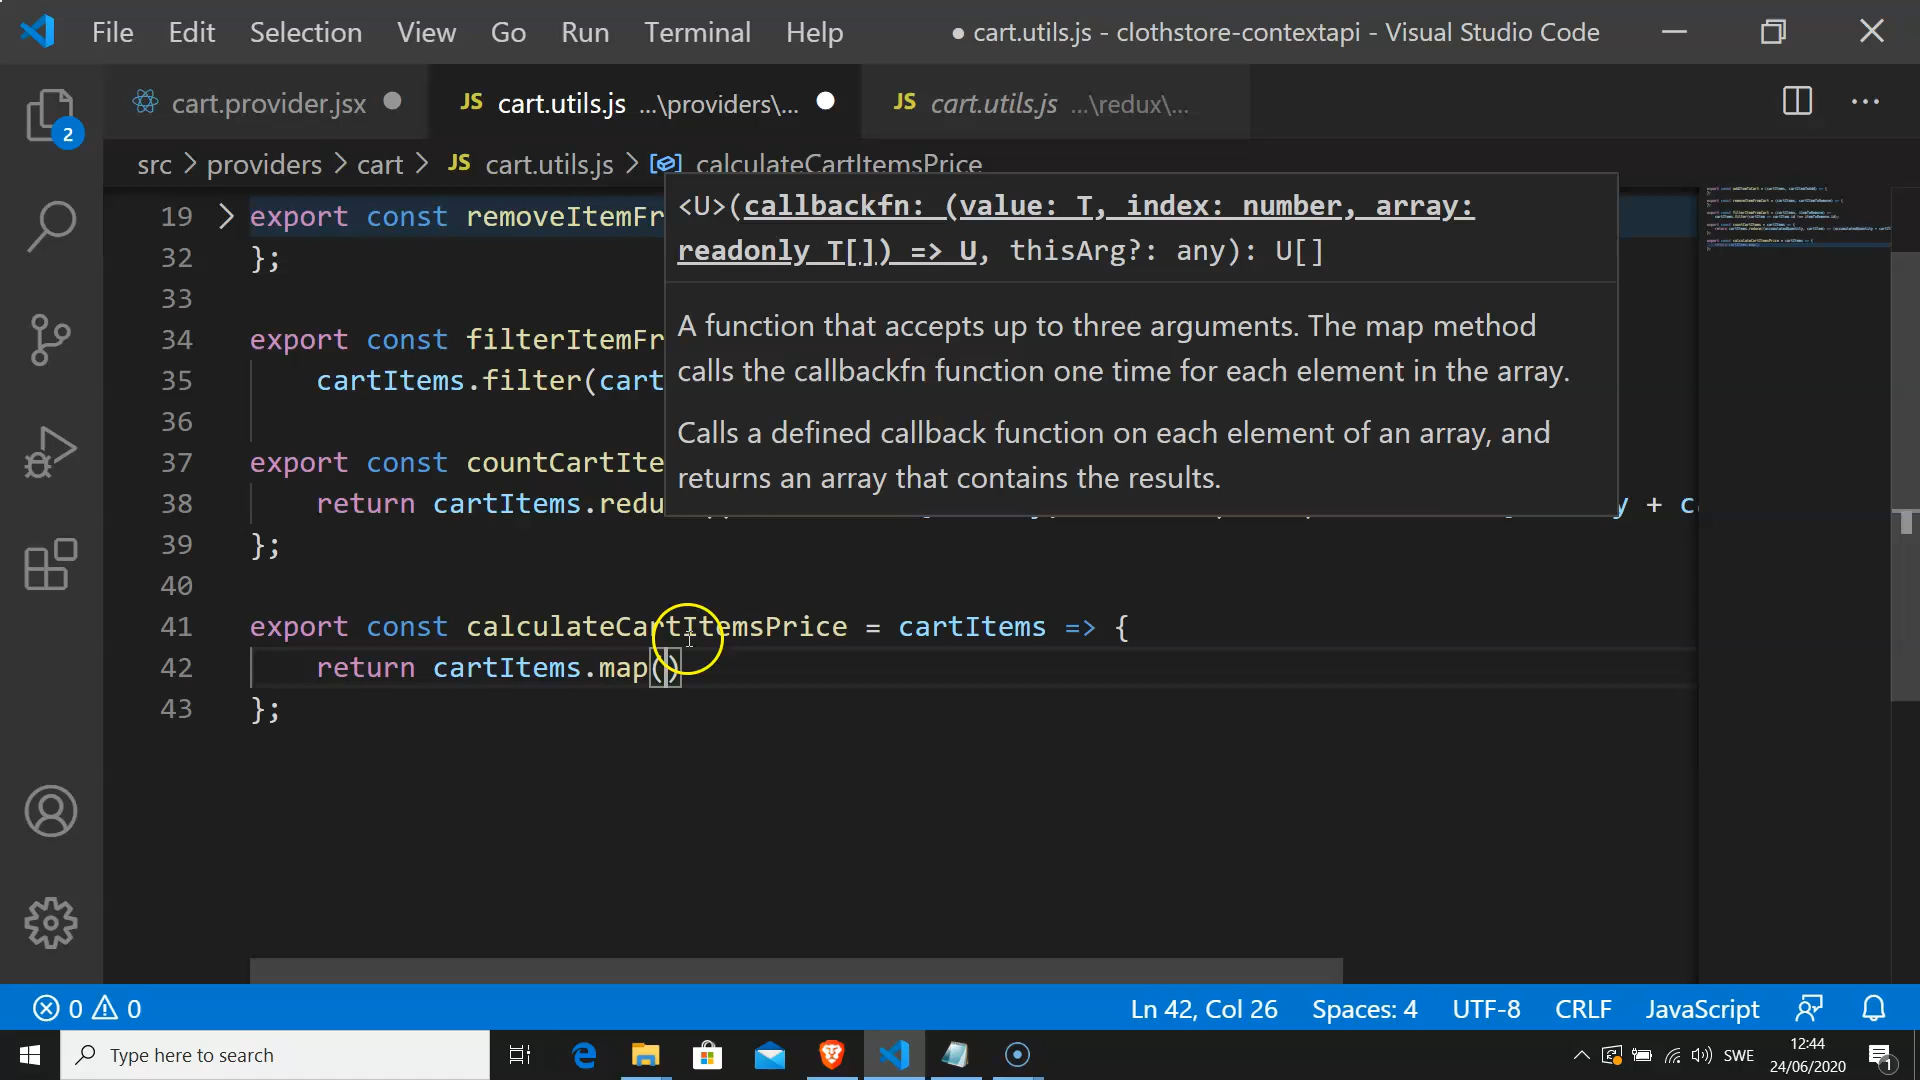 File Edit Selection View Go Run Terminal Help ● cart.utils.js - clothstore-contextapi - Visual Studio Code
cart.provider.jsx JS cart.utils.js ...\providers\... JS cart.utils.js ...\redux\...
src > providers > cart > JS cart.utils.js > calculateCartItemsPrice
2
<U>(callbackfn: (value: T, index: number, array:
readonly T[]) => U, thisArg?: any): U[]
A function that accepts up to three arguments. The map method
calls the callbackfn function one time for each element in the array.
Calls a defined callback function on each element of an array, and
returns an array that contains the results.
19 > export const removeItemFr
32 };
33
34 export const filterItemFr
35 cartItems.filter(cart
36
37 export const countCartIte
38 return cartItems.redu y + c
39 };
40
41 export const calculateCartItemsPrice = cartItems => {
42 return cartItems.map()
43 };
0 0 Ln 42, Col 26 Spaces: 4 UTF-8 CRLF JavaScript
Type here to search SWE 12:44
24/06/2020 1